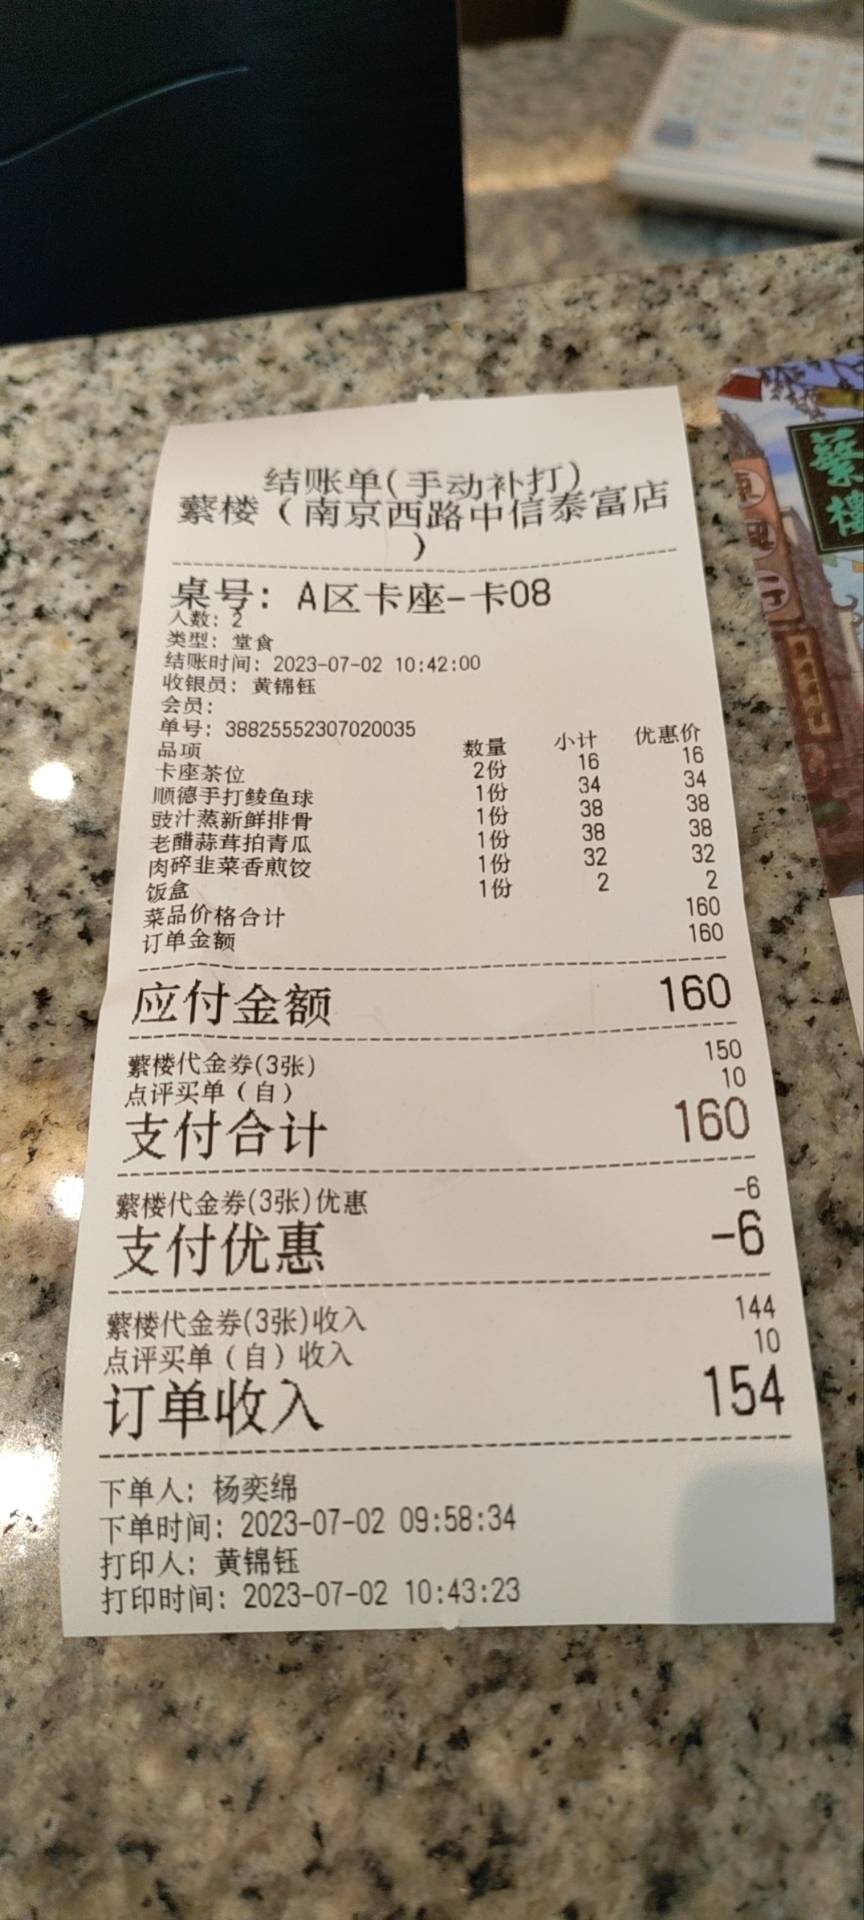 结账单(手动补打)
蘩楼（南京西路中信泰富店
）
桌号: A区卡座-卡08
人数: 2
类型: 堂食
结账时间: 2023-07-02 10:42:00
收银员: 黄锦钰
会员:
单号: 38825552307020035
品项 数量 小计 优惠价
卡座茶位 2份 16 16
顺德手打鲮鱼球 1份 34 34
豉汁蒸新鲜排骨 1份 38 38
老醋蒜茸拍青瓜 1份 38 38
肉碎韭菜香煎饺 1份 32 32
饭盒 1份 2 2
菜品价格合计 160
订单金额 160
应付金额 160
蘩楼代金券(3张) 150
点评买单（自） 10
支付合计 160
蘩楼代金券(3张)优惠 -6
支付优惠 -6
蘩楼代金券(3张)收入 144
点评买单（自）收入 10
订单收入 154
下单人: 杨奕绵
下单时间: 2023-07-02 09:58:34
打印人: 黄锦钰
打印时间: 2023-07-02 10:43:23